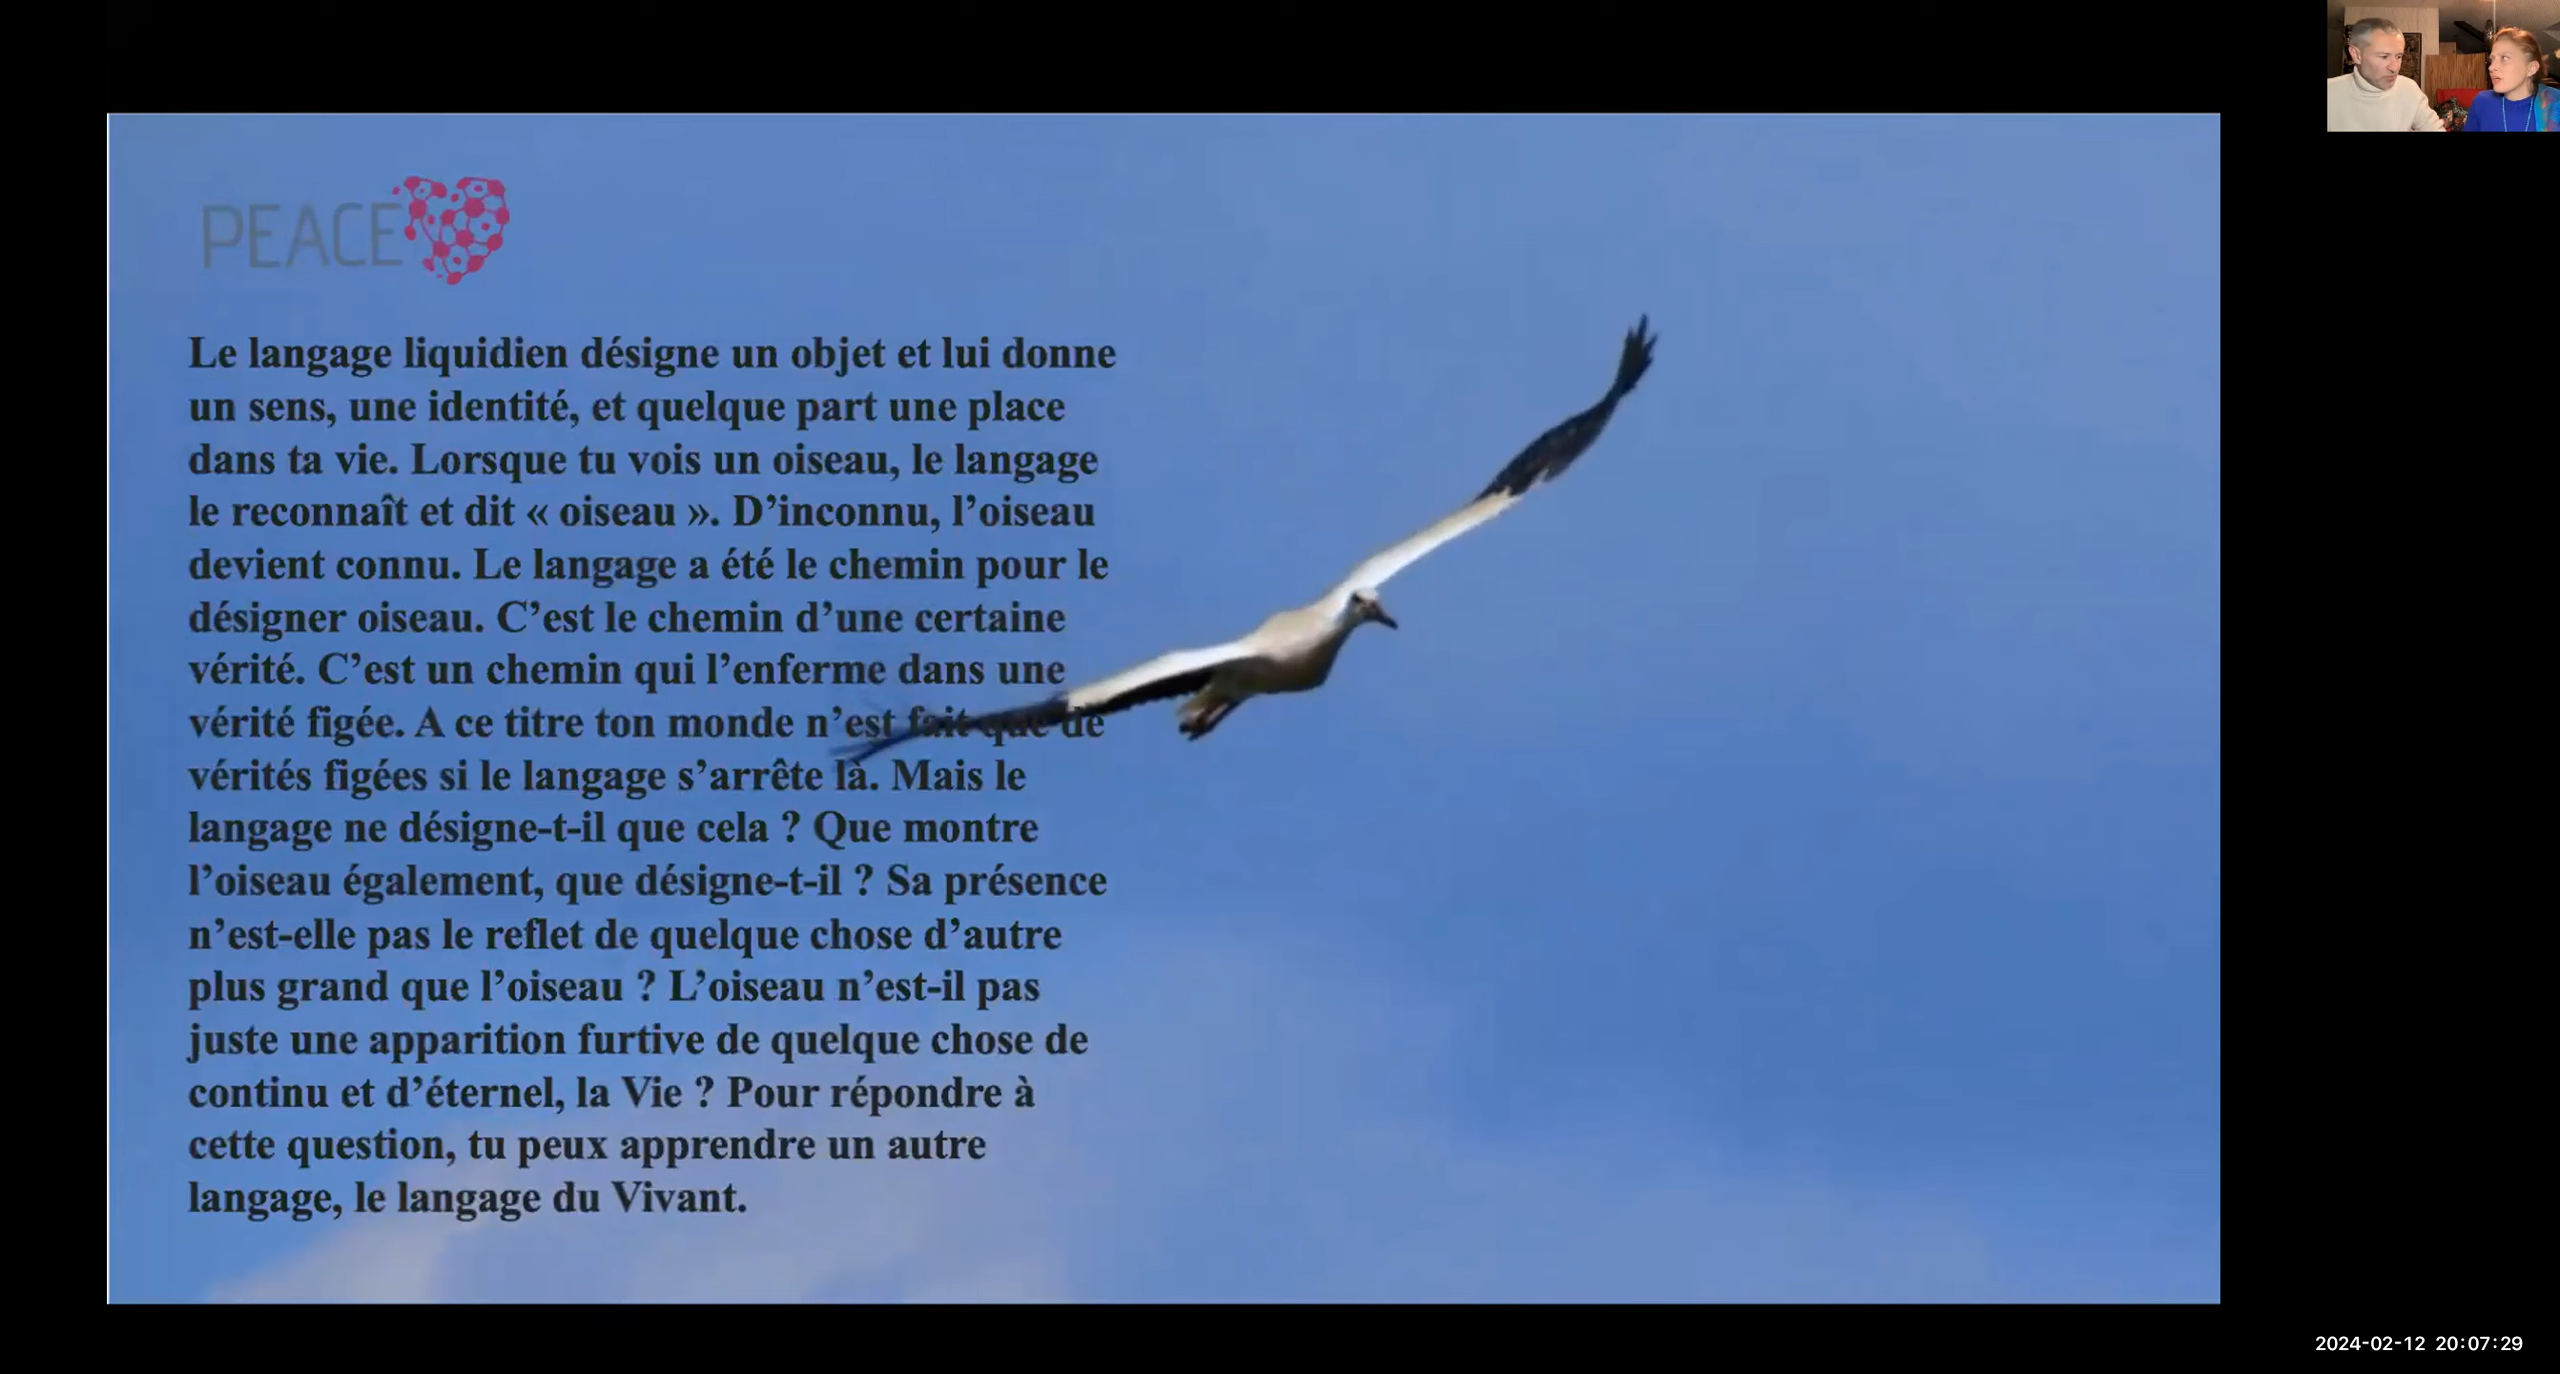 PEACE
Le langage liquidien désigne un objet et lui donne
un sens, une identité, et quelque part une place
dans ta vie. Lorsque tu vois un oiseau, le langage
le reconnaît et dit « oiseau ». D’inconnu, l’oiseau
devient connu. Le langage a été le chemin pour le
désigner oiseau. C’est le chemin d’une certaine
vérité. C’est un chemin qui l’enferme dans une
vérité figée. A ce titre ton monde n’est fait que de
vérités figées si le langage s’arrête là. Mais le
langage ne désigne-t-il que cela ? Que montre
l’oiseau également, que désigne-t-il ? Sa présence
n’est-elle pas le reflet de quelque chose d’autre
plus grand que l’oiseau ? L’oiseau n’est-il pas
juste une apparition furtive de quelque chose de
continu et d’éternel, la Vie ? Pour répondre à
cette question, tu peux apprendre un autre
langage, le langage du Vivant.
2024-02-12 20:07:29